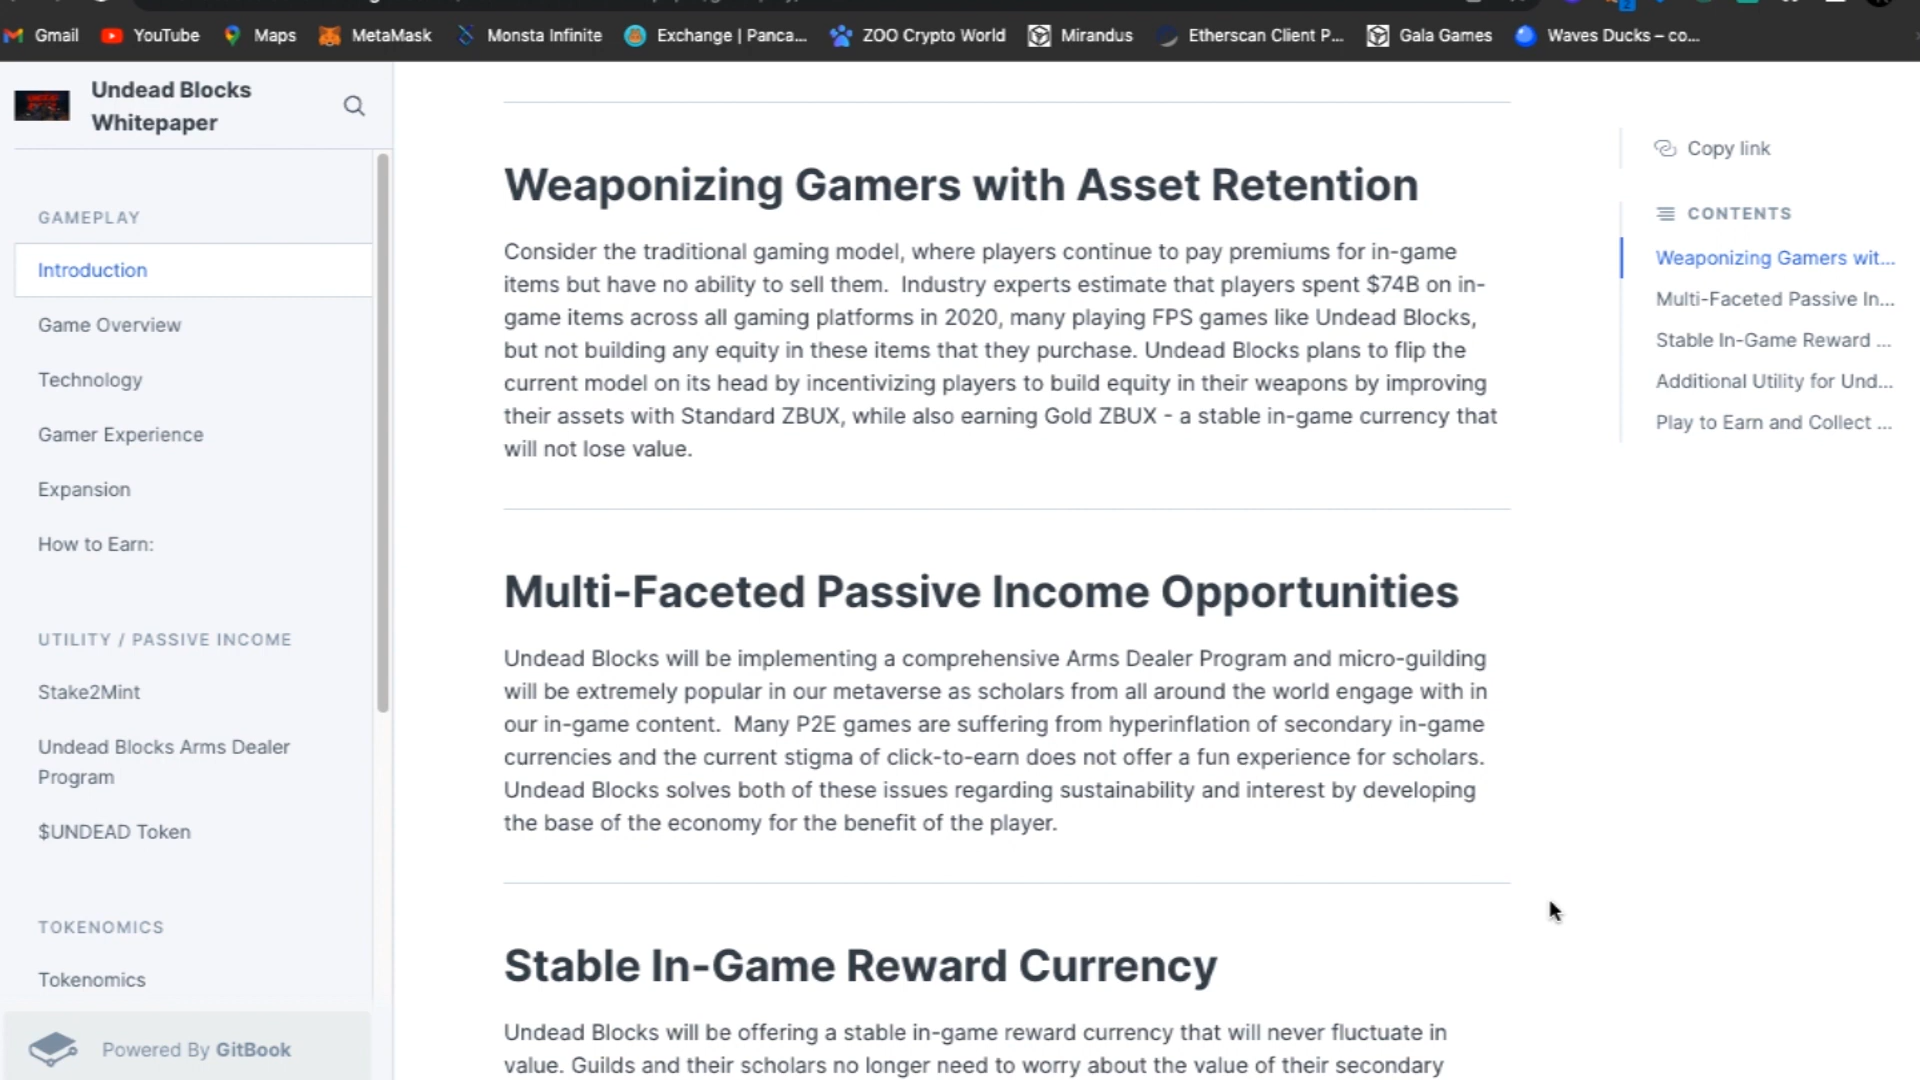 Gmail YouTube Maps MetaMask Monsta Infinite Exchange | Panca... ZOO Crypto World Mirandus Etherscan Client P... Gala Games Waves Ducks – co...
2
Undead Blocks
Whitepaper
GAMEPLAY
Introduction
Game Overview
Technology
Gamer Experience
Expansion
How to Earn:
UTILITY / PASSIVE INCOME
Stake2Mint
Undead Blocks Arms Dealer
Program
$UNDEAD Token
TOKENOMICS
Tokenomics
Powered By GitBook
Weaponizing Gamers with Asset Retention
Consider the traditional gaming model, where players continue to pay premiums for in-game
items but have no ability to sell them.  Industry experts estimate that players spent $74B on in-
game items across all gaming platforms in 2020, many playing FPS games like Undead Blocks,
but not building any equity in these items that they purchase. Undead Blocks plans to flip the
current model on its head by incentivizing players to build equity in their weapons by improving
their assets with Standard ZBUX, while also earning Gold ZBUX - a stable in-game currency that
will not lose value.
Multi-Faceted Passive Income Opportunities
Undead Blocks will be implementing a comprehensive Arms Dealer Program and micro-guilding
will be extremely popular in our metaverse as scholars from all around the world engage with in
our in-game content.  Many P2E games are suffering from hyperinflation of secondary in-game
currencies and the current stigma of click-to-earn does not offer a fun experience for scholars.
Undead Blocks solves both of these issues regarding sustainability and interest by developing
the base of the economy for the benefit of the player.
Stable In-Game Reward Currency
Undead Blocks will be offering a stable in-game reward currency that will never fluctuate in
value. Guilds and their scholars no longer need to worry about the value of their secondary
Copy link
CONTENTS
Weaponizing Gamers wit...
Multi-Faceted Passive In...
Stable In-Game Reward ...
Additional Utility for Und...
Play to Earn and Collect ...